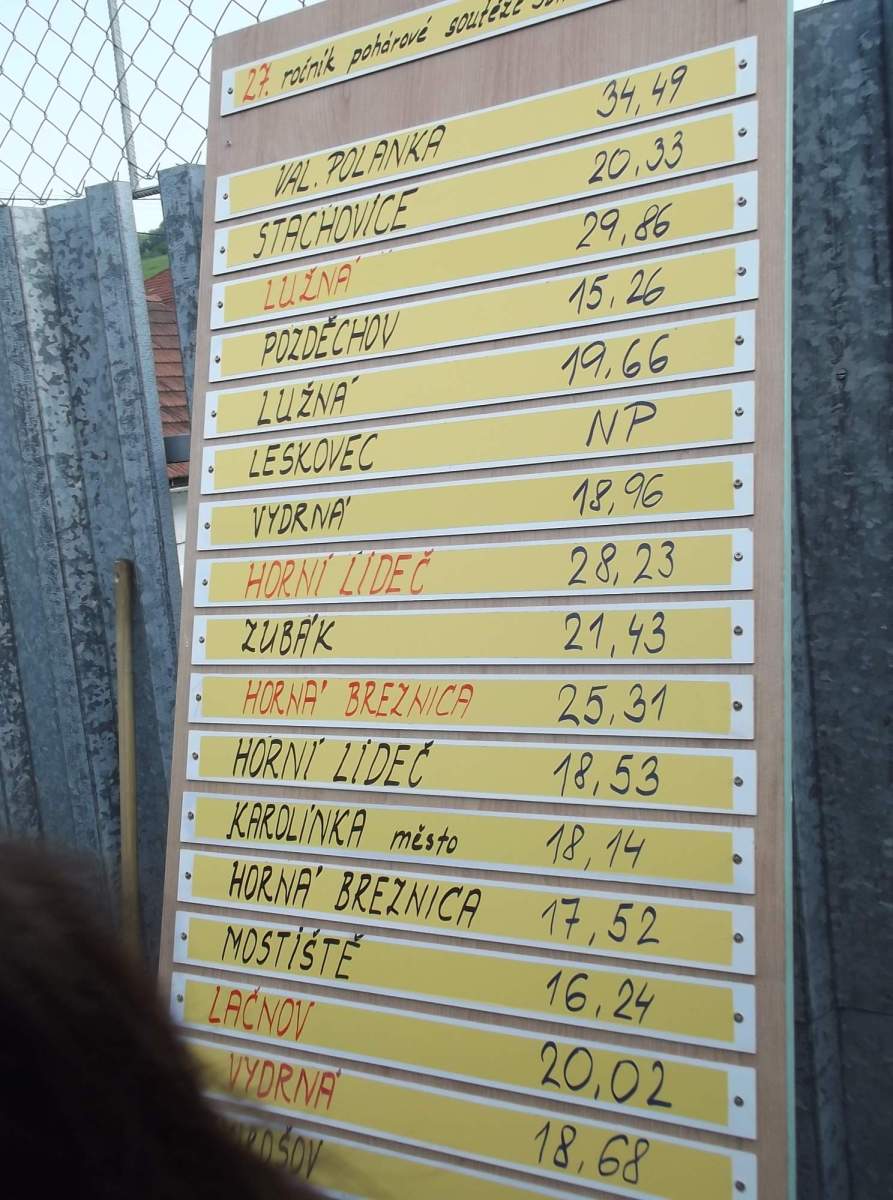 27. ročník pohárové soutěže
VAL. POLANKA 34,49
STACHOVICE 20,33
LUŽNÁ 29,86
POZDĚCHOV 15,26
LUŽNÁ 19,66
LESKOVEC NP
VYDRNÁ 18,96
HORNÍ LIDEČ 28,23
ZUBÁK 21,43
HORNÁ BREZNICA 25,31
HORNÍ LIDEČ 18,53
KAROLINKA město 18,14
HORNÁ BREZNICA 17,52
MOSTIŠTĚ 16,24
LAČNOV 20,02
VYDRNÁ 18,68